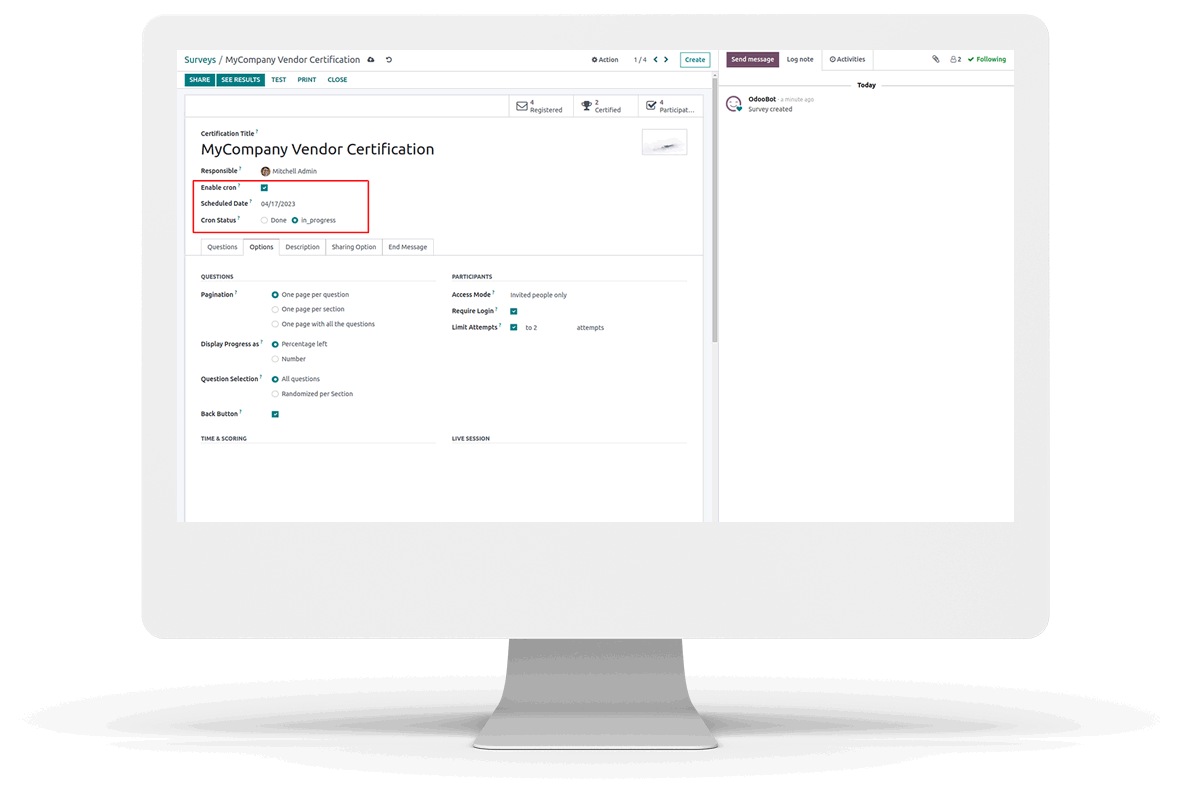 Surveys / MyCompany Vendor Certification
Action 1 / 4 Create
SHARE SEE RESULTS TEST PRINT CLOSE
4 Registered
2 Certified
4 Participat...
Certification Title ?
MyCompany Vendor Certification
Responsible ? Mitchell Admin
Enable cron ?
Scheduled Date ? 04/17/2023
Cron Status ? Done in_progress
Questions Options Description Sharing Option End Message
QUESTIONS
Pagination ? One page per question
One page per section
One page with all the questions
Display Progress as ? Percentage left
Number
Question Selection ? All questions
Randomized per Section
Back Button ?
PARTICIPANTS
Access Mode ? Invited people only
Require Login ?
Limit Attempts ? to 2 attempts
TIME & SCORING
LIVE SESSION
Send message Log note Activities 2 Following
Today
OdooBot - a minute ago
Survey created